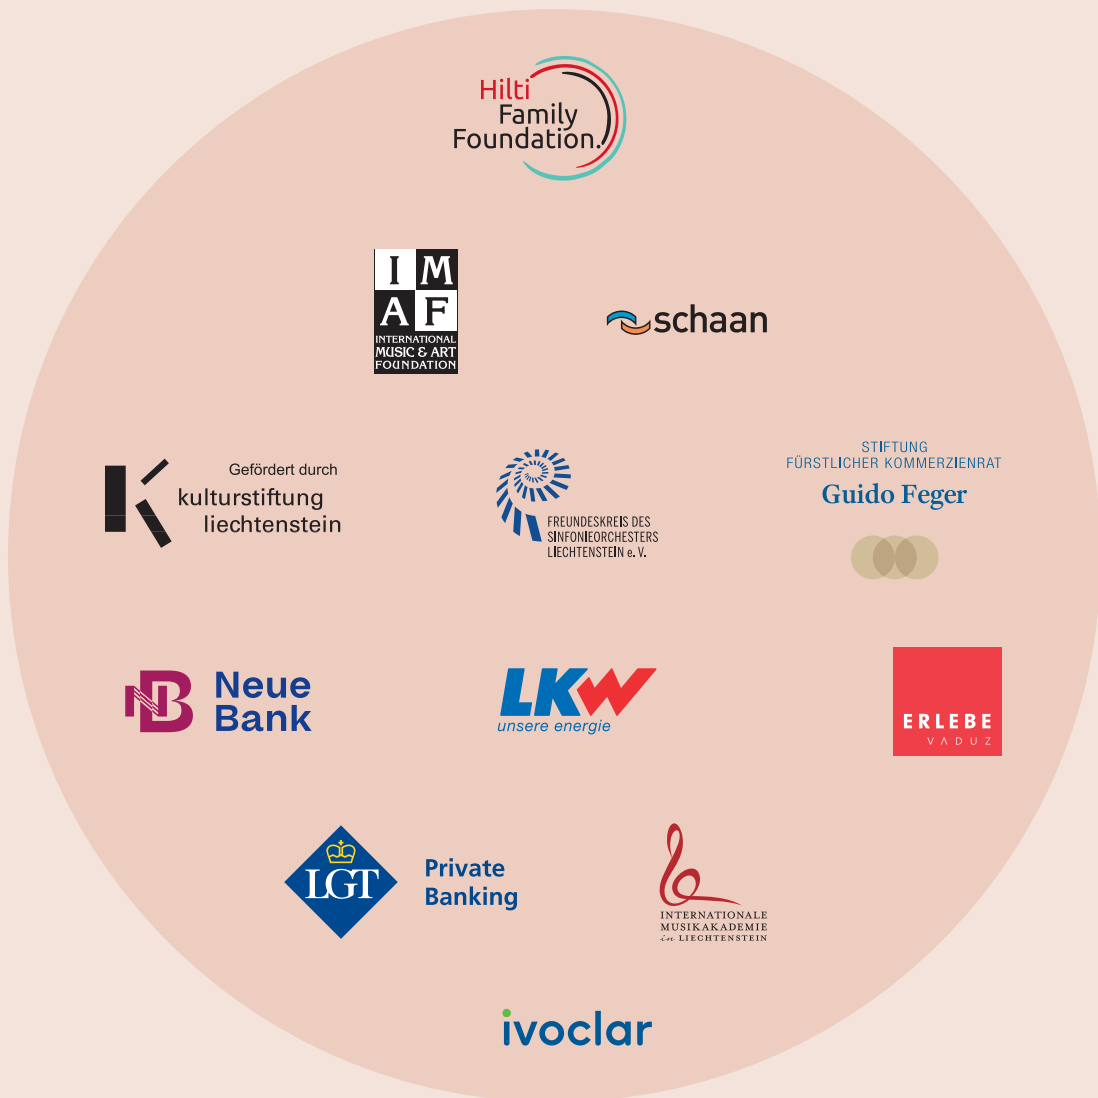 Hilti
Family
Foundation.
I M
A F
INTERNATIONAL
MUSIC & ART
FOUNDATION
schaan
Gefördert durch
kulturstiftung
liechtenstein
FREUNDESKREIS DES
SINFONIEORCHESTERS
LIECHTENSTEIN e. V.
STIFTUNG
FÜRSTLICHER KOMMERZIENRAT
Guido Feger
NB
Neue
Bank
LKW
unsere energie
ERLEBE
VADUZ
LGT
Private
Banking
INTERNATIONALE
MUSIKAKADEMIE
in LIECHTENSTEIN
ivoclar